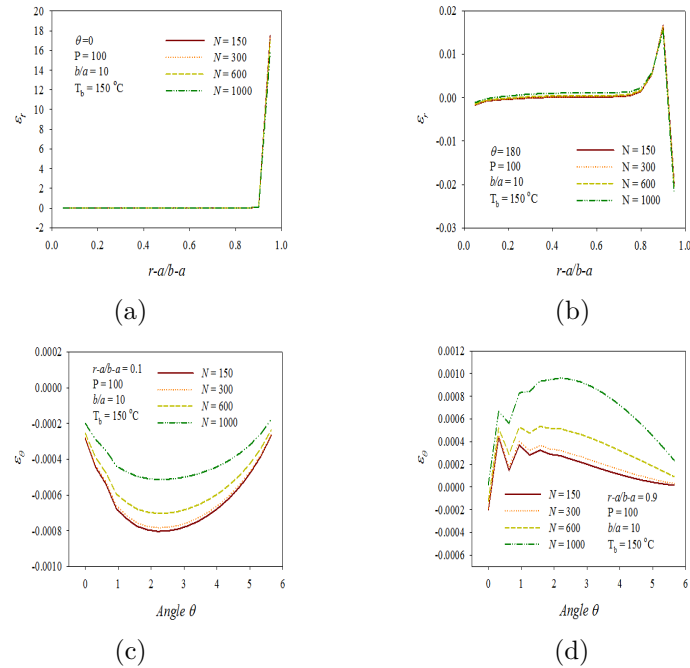 20
18
16
14
12
10
8
6
4
2
0
-2
ε_r
θ=0
P = 100
b/a = 10
T_b = 150 °C
N = 150
N = 300
N = 600
N = 1000
0.0 0.2 0.4 0.6 0.8 1.0
r-a/b-a
(a)
0.02
0.01
0.00
-0.01
-0.02
-0.03
ε_r
θ = 180
P = 100
b/a = 10
T_b = 150 °C
N = 150
N = 300
N = 600
N = 1000
0.0 0.2 0.4 0.6 0.8 1.0
r-a/b-a
(b)
0.0002
0.0000
-0.0002
-0.0004
-0.0006
-0.0008
-0.0010
ε_θ
r-a/b-a = 0.1
P = 100
b/a = 10
T_b = 150 °C
N = 150
N = 300
N = 600
N = 1000
0 1 2 3 4 5 6
Angle θ
(c)
0.0012
0.0010
0.0008
0.0006
0.0004
0.0002
0.0000
-0.0002
-0.0004
-0.0006
ε_θ
N = 150
N = 300
N = 600
N = 1000
r-a/b-a = 0.9
P = 100
b/a = 10
T_b = 150 °C
0 1 2 3 4 5 6
Angle θ
(d)